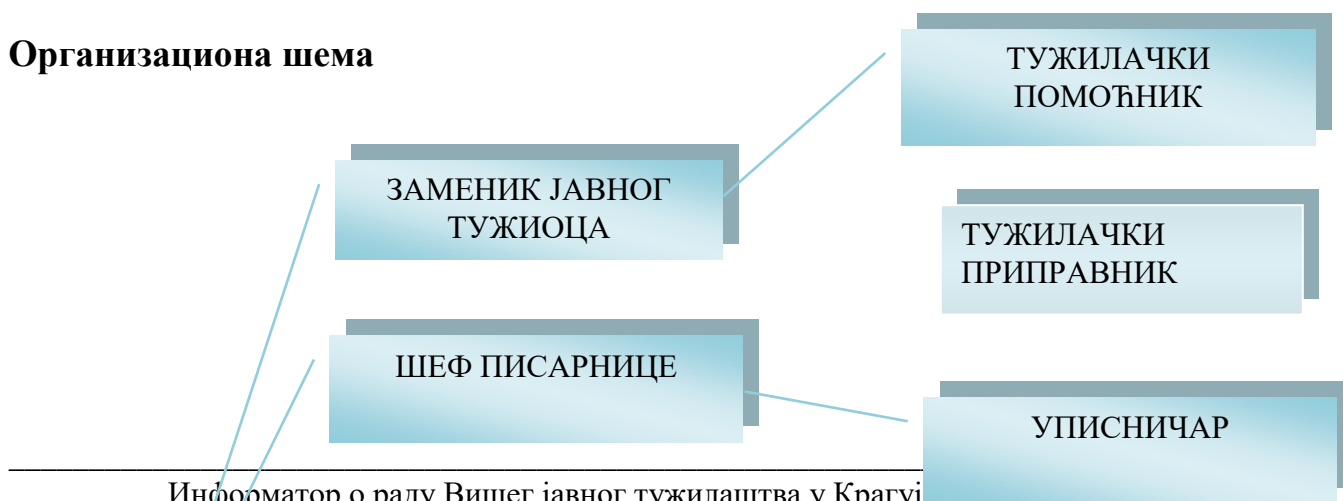 Организациона шема
ТУЖИЛАЧКИ
ПОМОЋНИК
ЗАМЕНИК ЈАВНОГ
ТУЖИОЦА
ТУЖИЛАЧКИ
ПРИПРАВНИК
ШЕФ ПИСАРНИЦЕ
УПИСНИЧАР
Информатор о раду Вишег јавног тужилаштва у